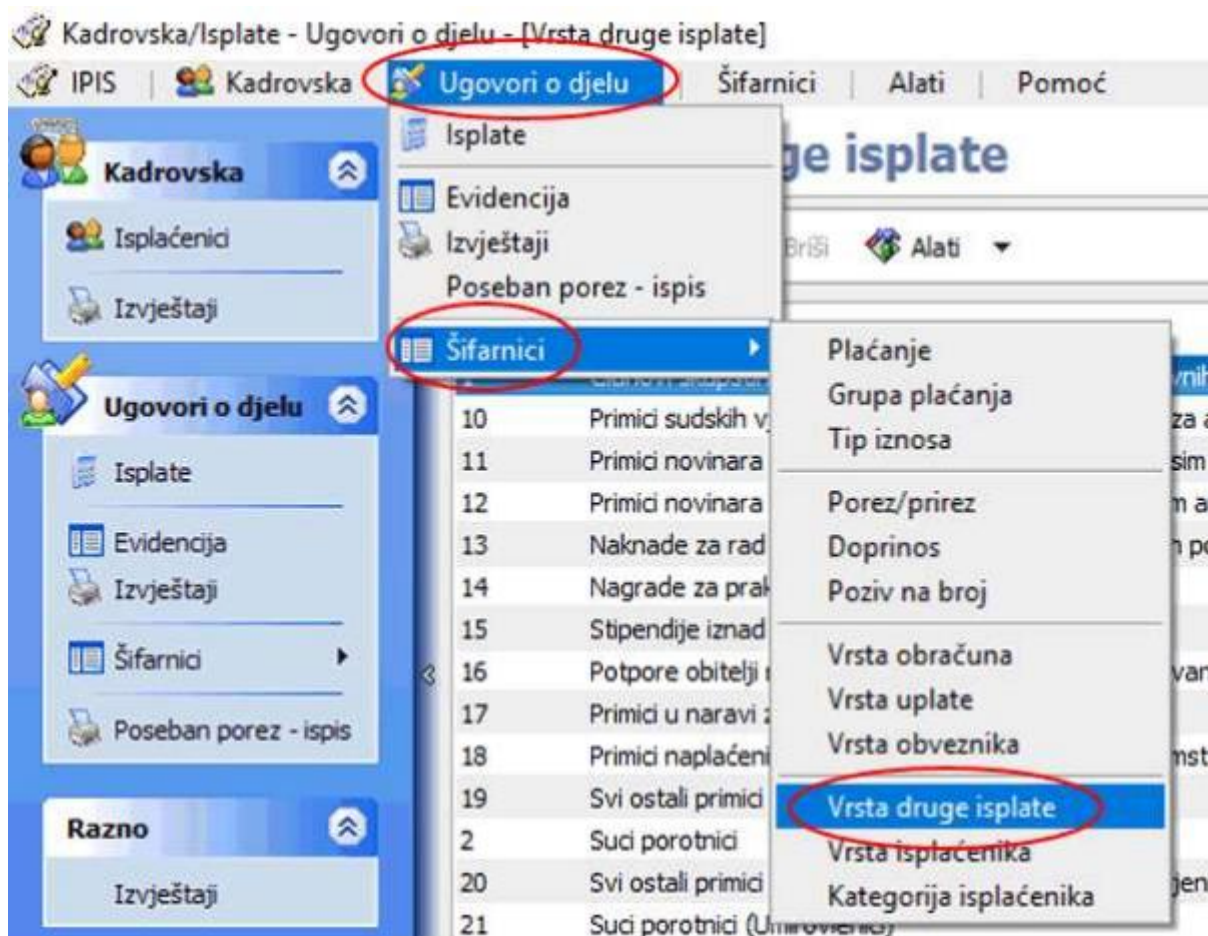 Kadrovska/Isplate - Ugovori o djelu - [Vrsta druge isplate]
IPIS Kadrovska Ugovori o djelu Šifarnici Alati Pomoć
Kadrovska
Isplaćenici
Izvještaji
Ugovori o djelu
Isplate
Evidencija
Izvještaji
Šifarnici
Poseban porez - ispis
Razno
Izvještaji
Isplate
Evidencija
Izvještaji
Poseban porez - ispis
Šifarnici
isplate
Briši Alati
Plaćanje
Grupa plaćanja
Tip iznosa
Porez/prirez
Doprinos
Poziv na broj
Vrsta obračuna
Vrsta uplate
Vrsta obveznika
Vrsta druge isplate
Vrsta isplaćenika
Kategorija isplaćenika
10 Primici sudskih za
11 Primici novinara
12 Primici novinara
13 Naknade za rad
14 Nagrade za
15 Stipendije iznad
16 Potpore obitelji
17 Primici u naravi
18 Primici
19 Svi ostali primici
2 Suci porotnici
20 Svi ostali primici
21 Suci porotnici (Umirovljenici)